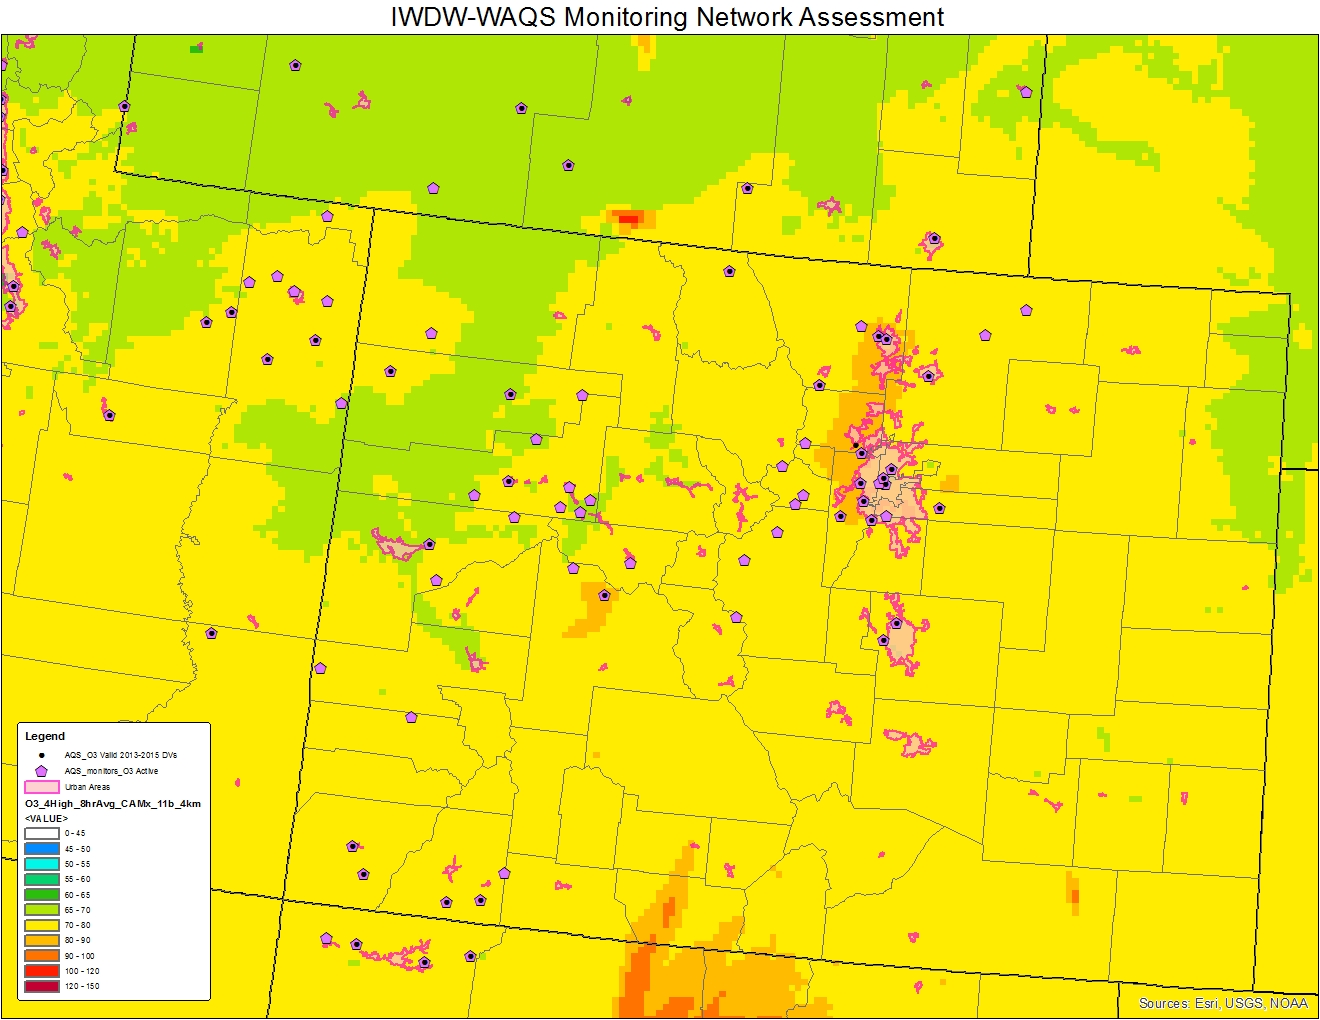 IWDW-WAQS Monitoring Network Assessment
Legend
AQS_O3 Valid 2013-2015 DVs
AQS_monitors_O3 Active
Urban Areas
O3_4High_8hrAvg_CAMx_11b_4km
<VALUE>
0 - 45
45 - 50
50 - 55
55 - 60
60 - 65
65 - 70
70 - 80
80 - 90
90 - 100
100 - 120
120 - 150
Sources: Esri, USGS, NOAA